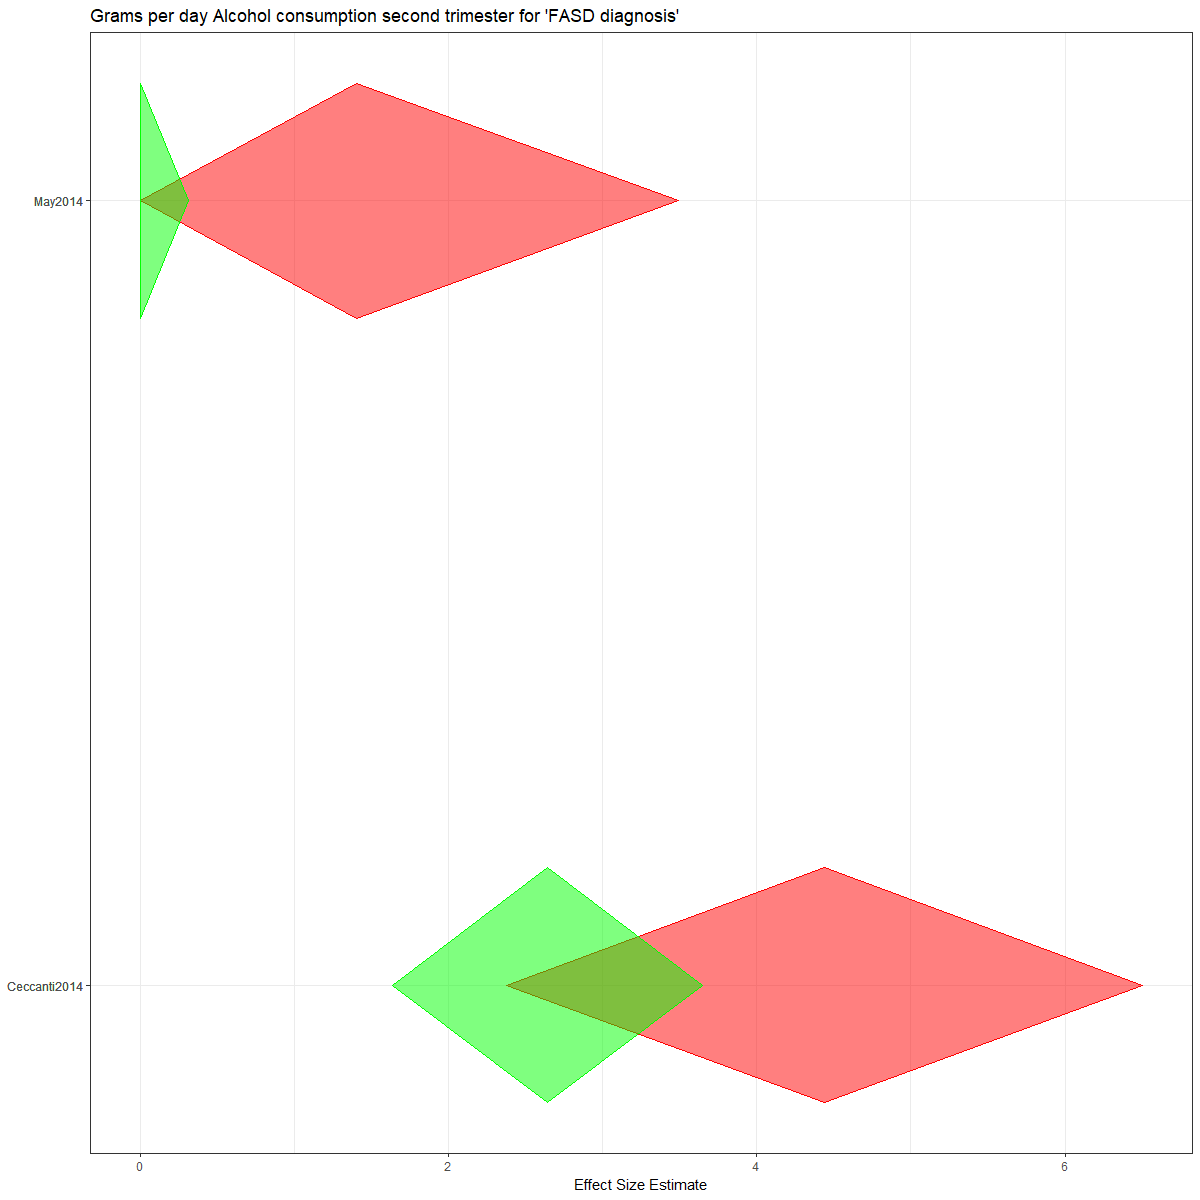 Grams per day Alcohol consumption second trimester for 'FASD diagnosis'
May2014
Ceccanti2014
0 2 4 6
Effect Size Estimate